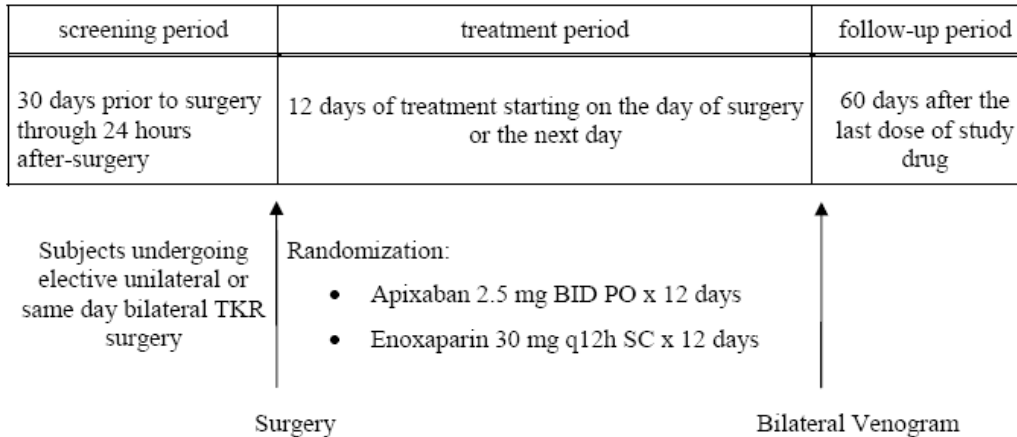 screening period
treatment period
follow-up period
30 days prior to surgery
through 24 hours
after-surgery
12 days of treatment starting on the day of surgery
or the next day
60 days after the
last dose of study
drug
Subjects undergoing
elective unilateral or
same day bilateral TKR
surgery
Randomization:
• Apixaban 2.5 mg BID PO x 12 days
• Enoxaparin 30 mg q12h SC x 12 days
Surgery
Bilateral Venogram